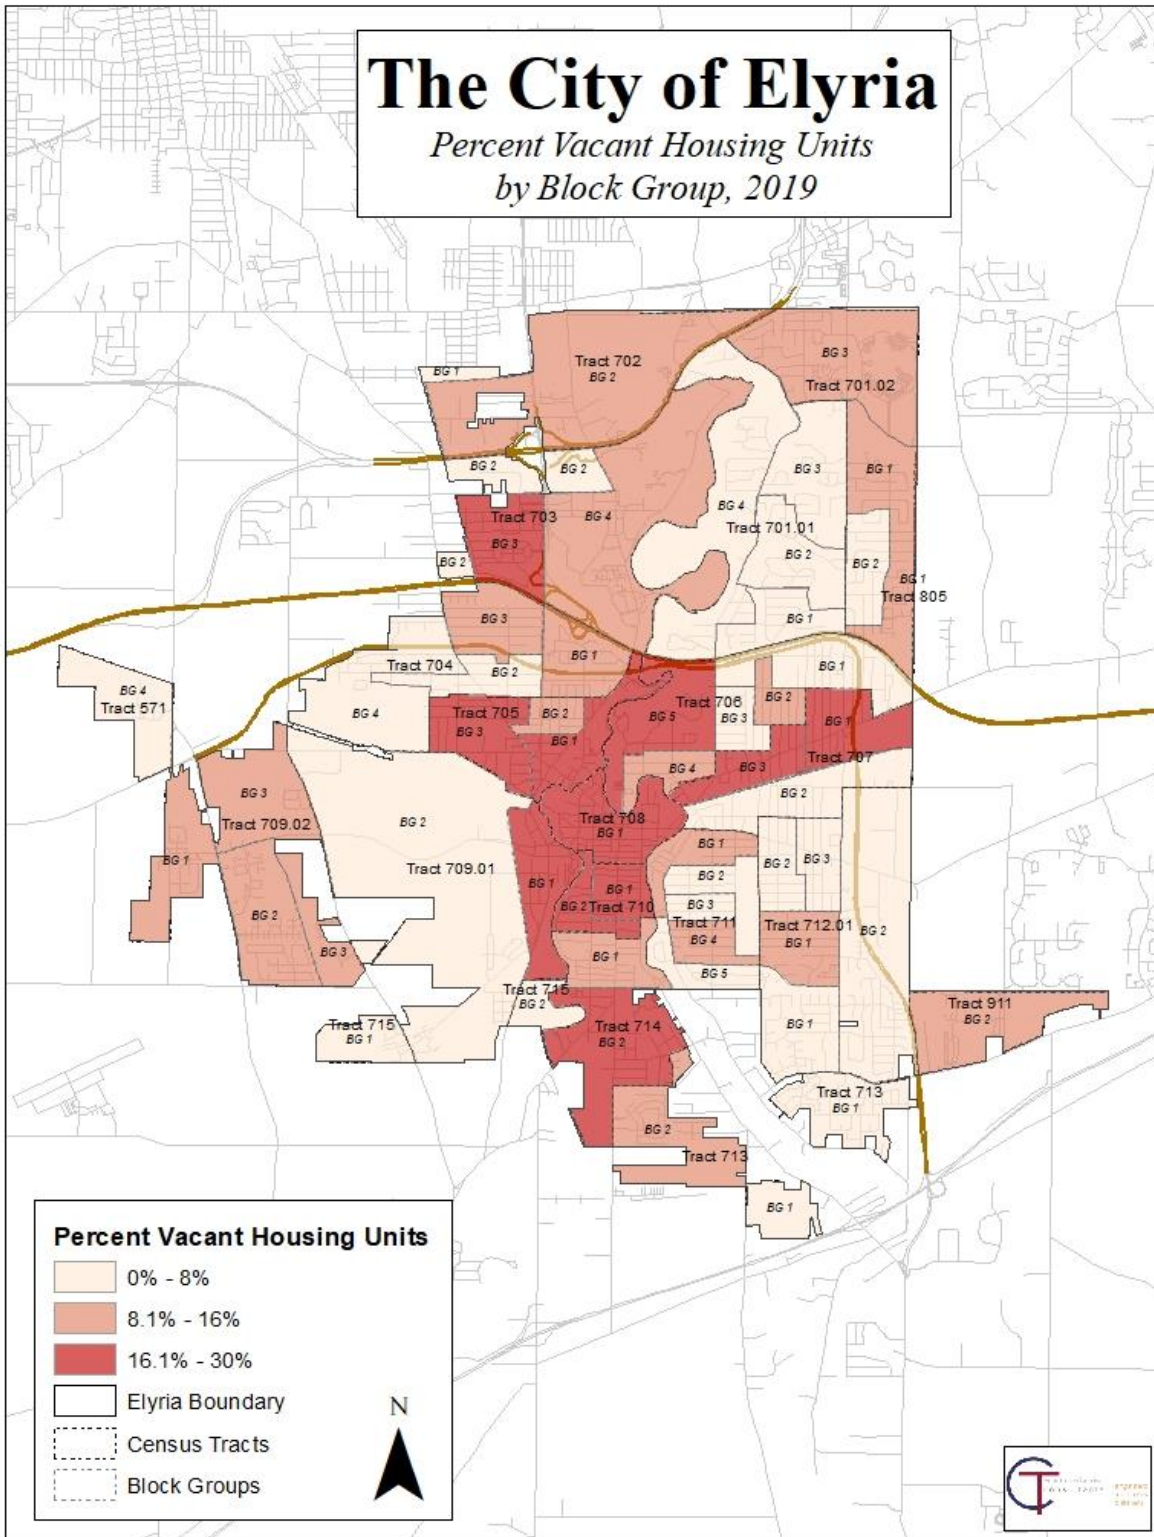 The City of Elyria
Percent Vacant Housing Units
by Block Group, 2019
BG 3
Tract 702
BG 2
BG 1
Tract 701.02
BG 2
BG 2
BG 3
BG 1
BG 4
Tract 703
BG 4
Tract 701.01
BG 3
BG 2
BG 2
BG 2
BG 1
Tract 805
BG 3
BG 1
BG 1
Tract 704
BG 2
BG 1
BG 4
Tract 571
BG 4
Tract 705
BG 3
BG 2
BG 1
BG 5
Tract 706
BG 3
BG 2
BG 1
Tract 707
BG 4
BG 3
BG 3
Tract 709.02
BG 2
Tract 708
BG 1
BG 2
BG 1
BG 1
Tract 709.01
BG 2
BG 2
BG 3
BG 1
BG 1
BG 2
Tract 710
BG 3
Tract 711
BG 4
Tract 712.01
BG 1
BG 2
BG 2
BG 3
BG 1
BG 5
Tract 715
BG 2
Tract 911
BG 2
Tract 715
BG 1
Tract 714
BG 2
BG 1
Tract 713
BG 1
BG 2
Tract 713
BG 1
Percent Vacant Housing Units
0% - 8%
8.1% - 16%
16.1% - 30%
Elyria Boundary
Census Tracts
Block Groups
N
CT